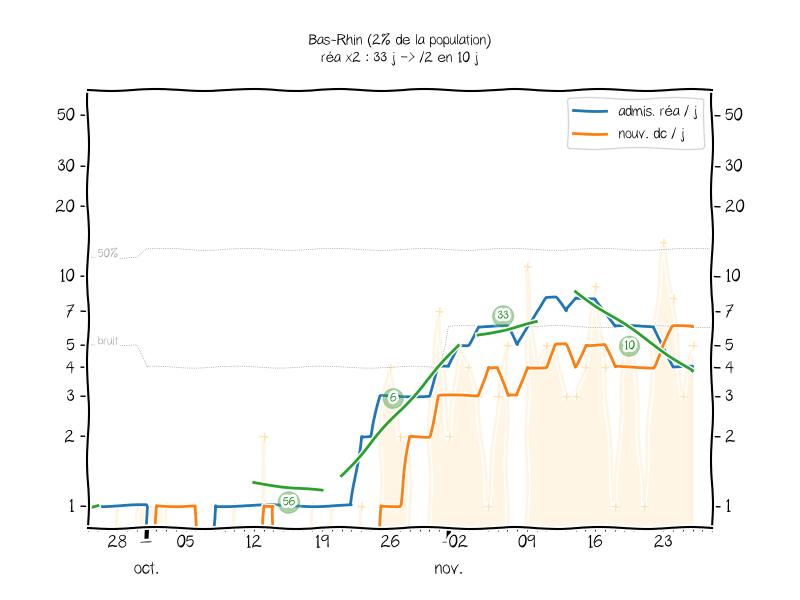 Bas-Rhin (2% de la population)
réa x2 : 33 j -> /2 en 10 j
admis. réa / j
nouv. dc / j
50 50
30 30
20 20
50%
10 10
7 33 7
bruit
5 10 5
4 4
3 6 3
2 2
1 56 1
28 05 12 19 26 02 09 16 23
oct. nov.